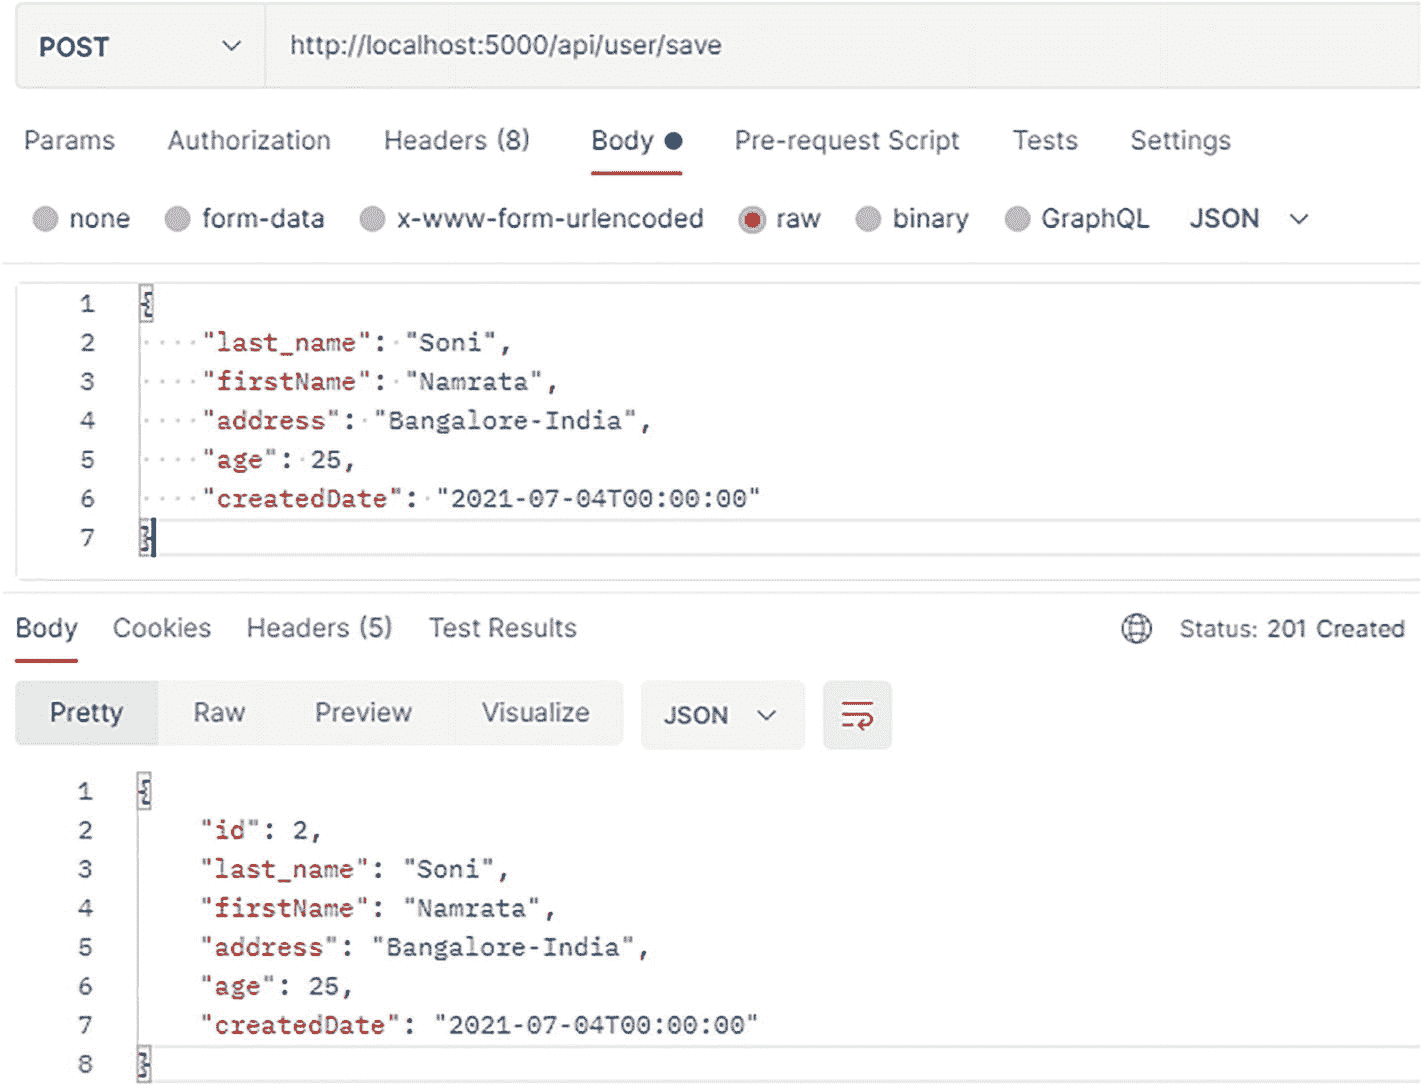 POST http://localhost:5000/api/user/save
Params Authorization Headers (8) Body Pre-request Script Tests Settings
none form-data x-www-form-urlencoded raw binary GraphQL JSON
1 {
2 "last_name": "Soni",
3 "firstName": "Namrata",
4 "address": "Bangalore-India",
5 "age": 25,
6 "createdDate": "2021-07-04T00:00:00"
7 }
Body Cookies Headers (5) Test Results Status: 201 Created
Pretty Raw Preview Visualize JSON
1 {
2 "id": 2,
3 "last_name": "Soni",
4 "firstName": "Namrata",
5 "address": "Bangalore-India",
6 "age": 25,
7 "createdDate": "2021-07-04T00:00:00"
8 }